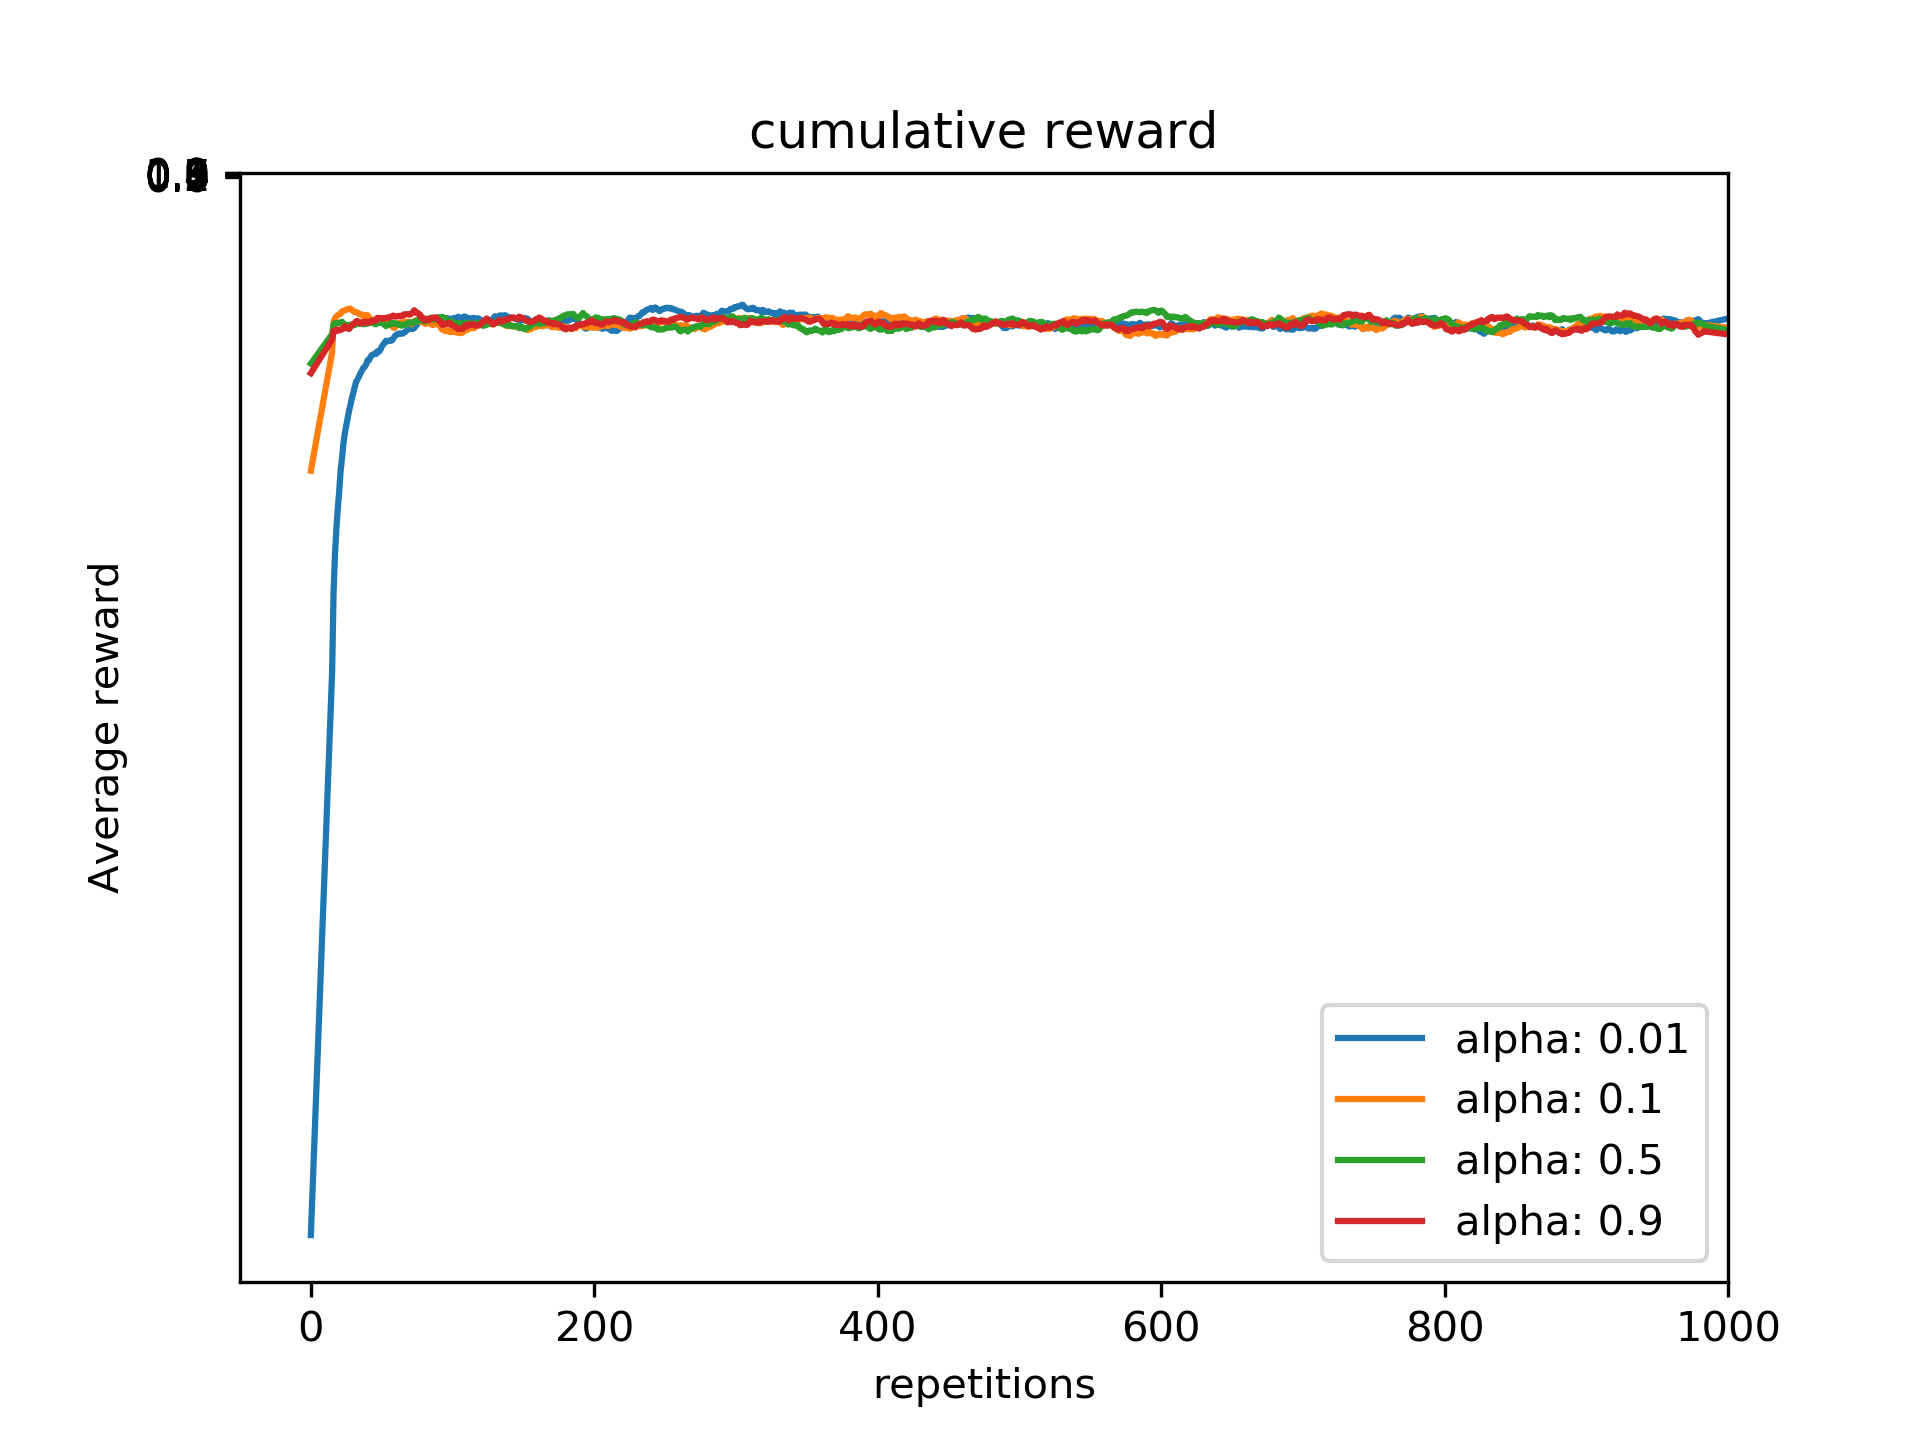 cumulative reward
Average reward
alpha: 0.01
alpha: 0.1
alpha: 0.5
alpha: 0.9
0 200 400 600 800 1000
repetitions